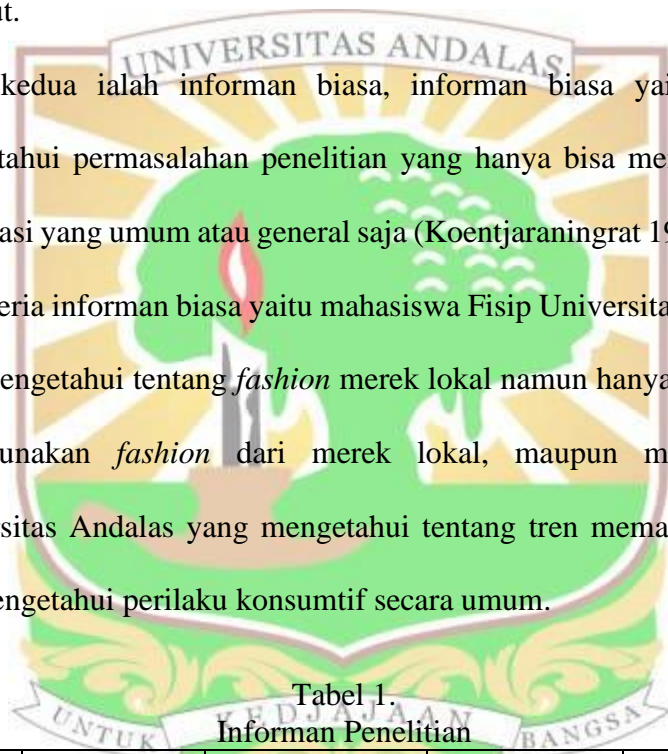 ut.
UNIVERSITAS ANDALAS
kedua ialah informan biasa, informan biasa yai
tahui permasalahan penelitian yang hanya bisa me
asi yang umum atau general saja (Koentjaraningrat 19
eria informan biasa yaitu mahasiswa Fisip Universita
engetahui tentang fashion merek lokal namun hanya
unakan fashion dari merek lokal, maupun m
sitas Andalas yang mengetahui tentang tren mema
engetahui perilaku konsumtif secara umum.
Tabel 1.
Informan Penelitian
UNTUK KEDJAJAAN BANGSA